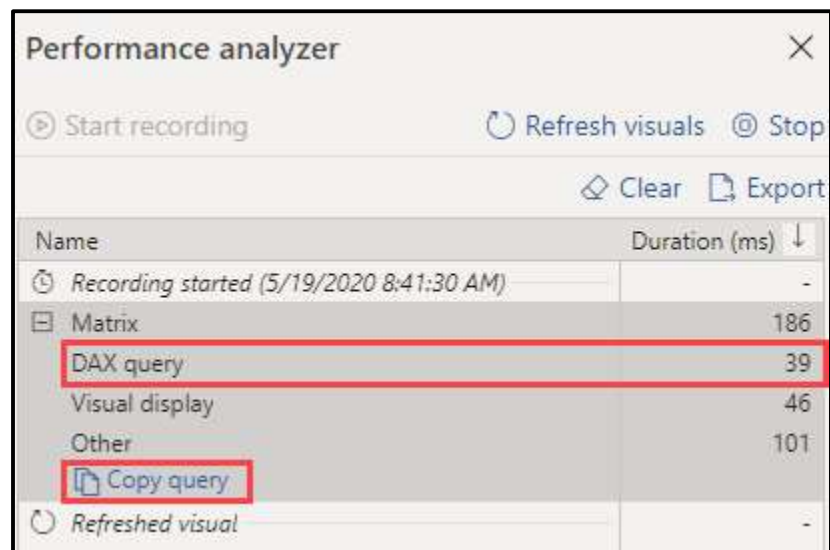 Performance analyzer
Start recording Refresh visuals Stop
Clear Export
Name Duration (ms)
Recording started (5/19/2020 8:41:30 AM) -
Matrix 186
DAX query 39
Visual display 46
Other 101
Copy query
Refreshed visual -